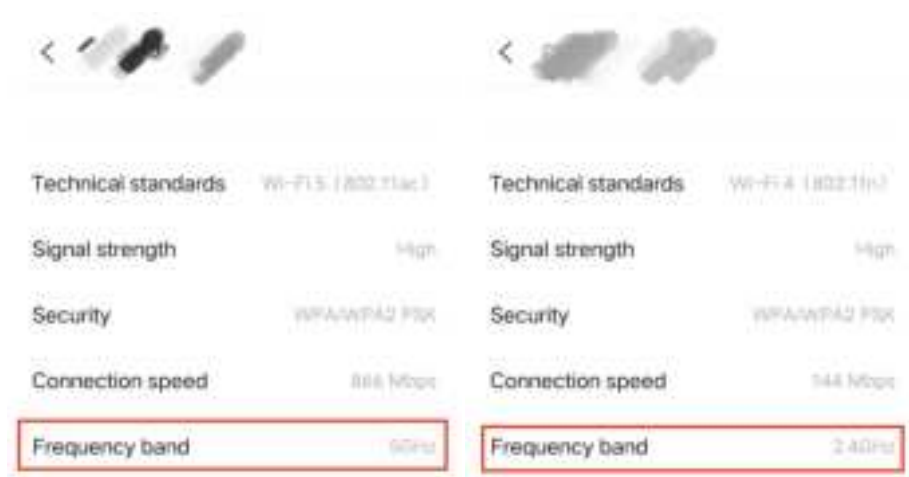 Technical standards Wi-Fi 5 (802.11ac)
Signal strength High
Security WPA/WPA2 PSK
Connection speed 866 Mbps
Frequency band 5GHz
Technical standards Wi-Fi 4 (802.11n)
Signal strength High
Security WPA/WPA2 PSK
Connection speed 144 Mbps
Frequency band 2.4GHz